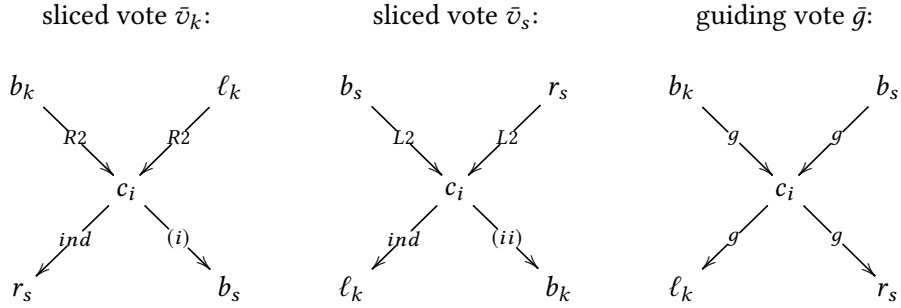 sliced vote v̄ₖ: sliced vote v̄ₛ: guiding vote ḡ:
bₖ ℓₖ bₛ rₛ bₖ bₛ
R2 R2 L2 L2 g g
cᵢ cᵢ cᵢ
ind (i) ind (ii) g g
rₛ bₛ ℓₖ bₖ ℓₖ rₛ